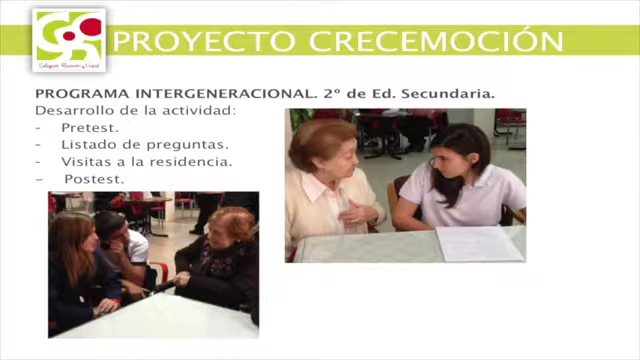 PROYECTO CRECEMOCIÓN
PROGRAMA INTERGENERACIONAL. 2º de Ed. Secundaria.
Desarrollo de la actividad:
- Pretest.
- Listado de preguntas.
- Visitas a la residencia.
- Postest.